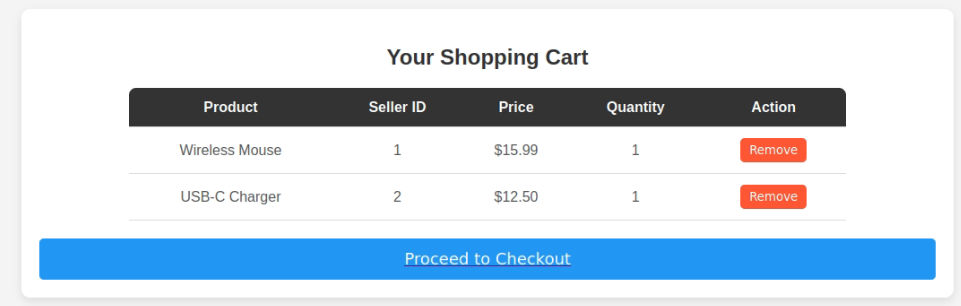 Your Shopping Cart
Product Seller ID Price Quantity Action
Wireless Mouse 1 $15.99 1 Remove
USB-C Charger 2 $12.50 1 Remove
Proceed to Checkout